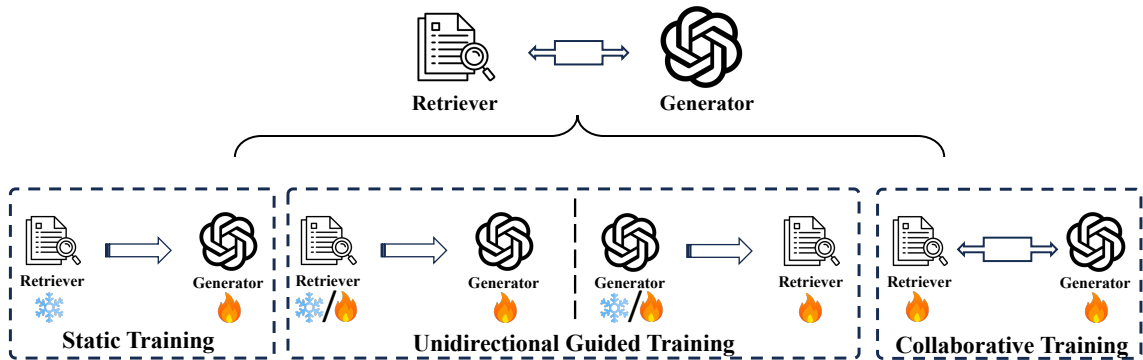 Retriever
Generator
Retriever
Generator
Static Training
Retriever
/
Generator
Generator
/
Retriever
Unidirectional Guided Training
Retriever
Generator
Collaborative Training